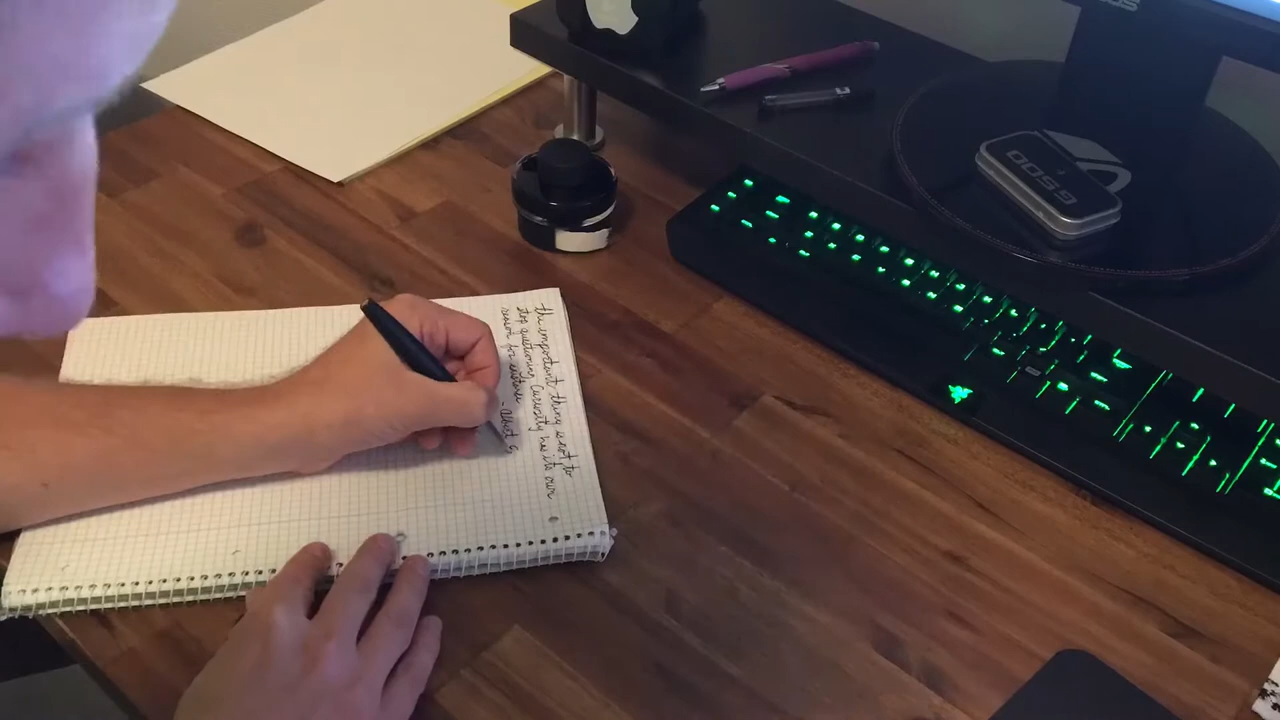 the important thing is not to
stop questioning Curiosity has its own
reason for
- Albert
G500